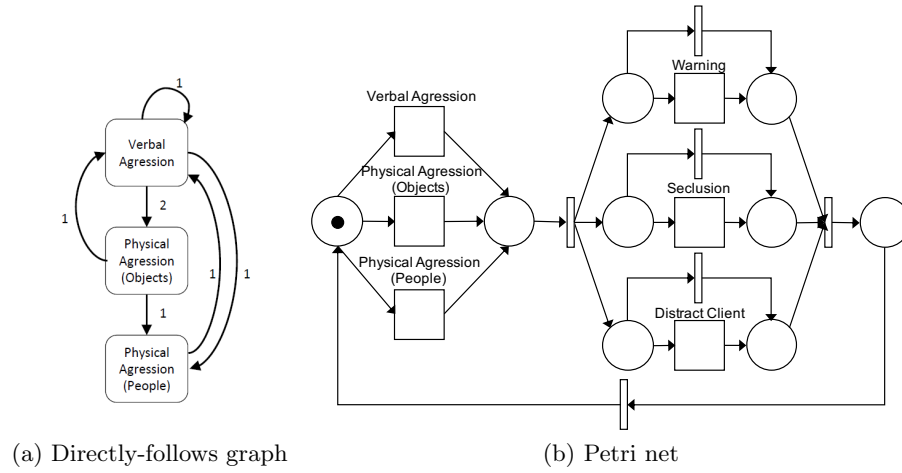 1
Verbal
Agression
2
1
Physical
Agression
(Objects)
1
1
1
Physical
Agression
(People)
(a) Directly-follows graph
Verbal Agression
Physical Agression
(Objects)
Physical Agression
(People)
Warning
Seclusion
Distract Client
(b) Petri net